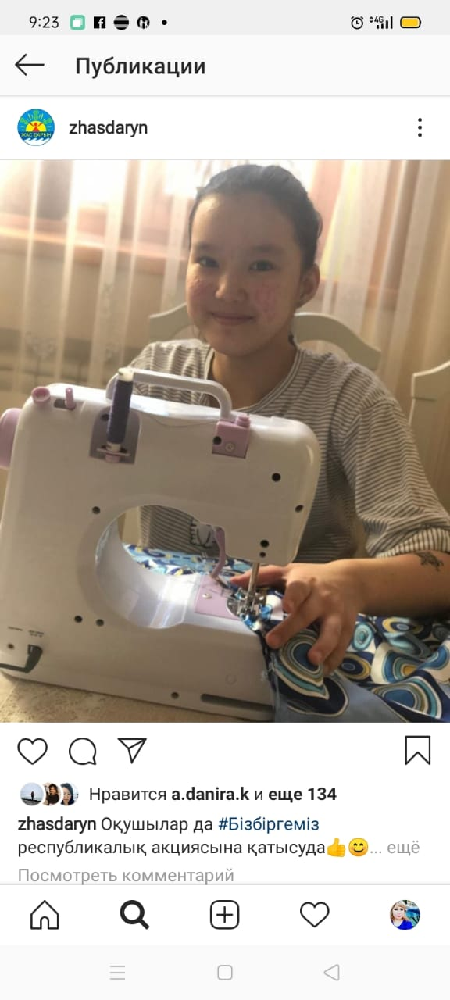 9:23
4G
Публикации
ЖАС ДАРЫН
zhasdaryn
Нравится a.danira.k и еще 134
zhasdaryn Оқушылар да #Бізбіргеміз
республикалық акциясына қатысуда👍😊... ещё
Посмотреть комментарий